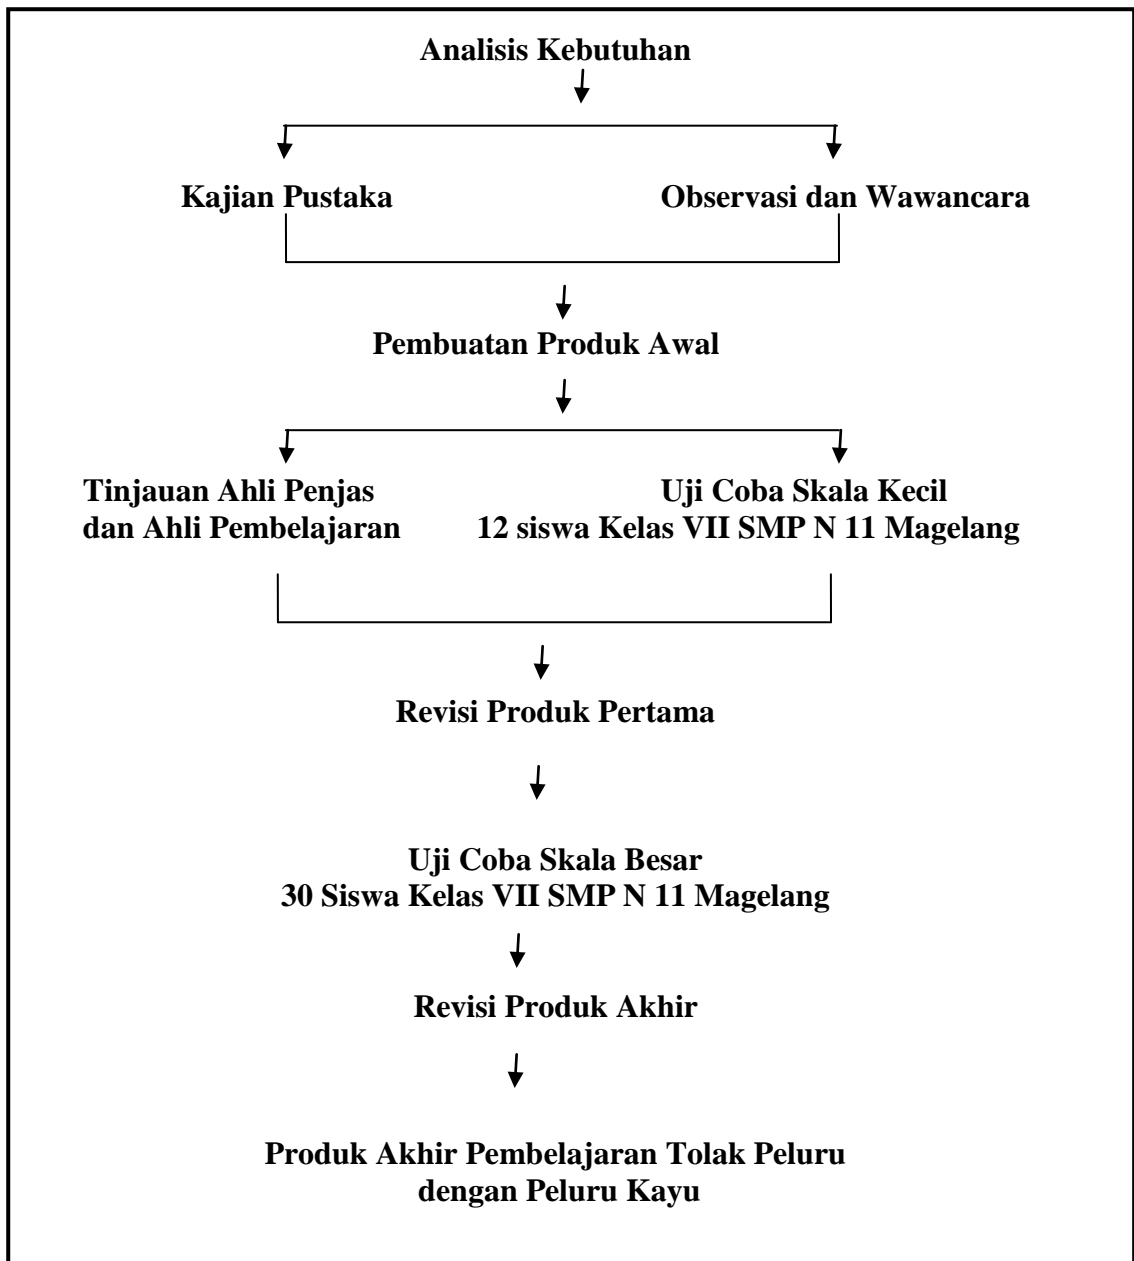 Analisis Kebutuhan
Kajian Pustaka
Observasi dan Wawancara
Pembuatan Produk Awal
Tinjauan Ahli Penjas
dan Ahli Pembelajaran
Uji Coba Skala Kecil
12 siswa Kelas VII SMP N 11 Magelang
Revisi Produk Pertama
Uji Coba Skala Besar
30 Siswa Kelas VII SMP N 11 Magelang
Revisi Produk Akhir
Produk Akhir Pembelajaran Tolak Peluru
dengan Peluru Kayu